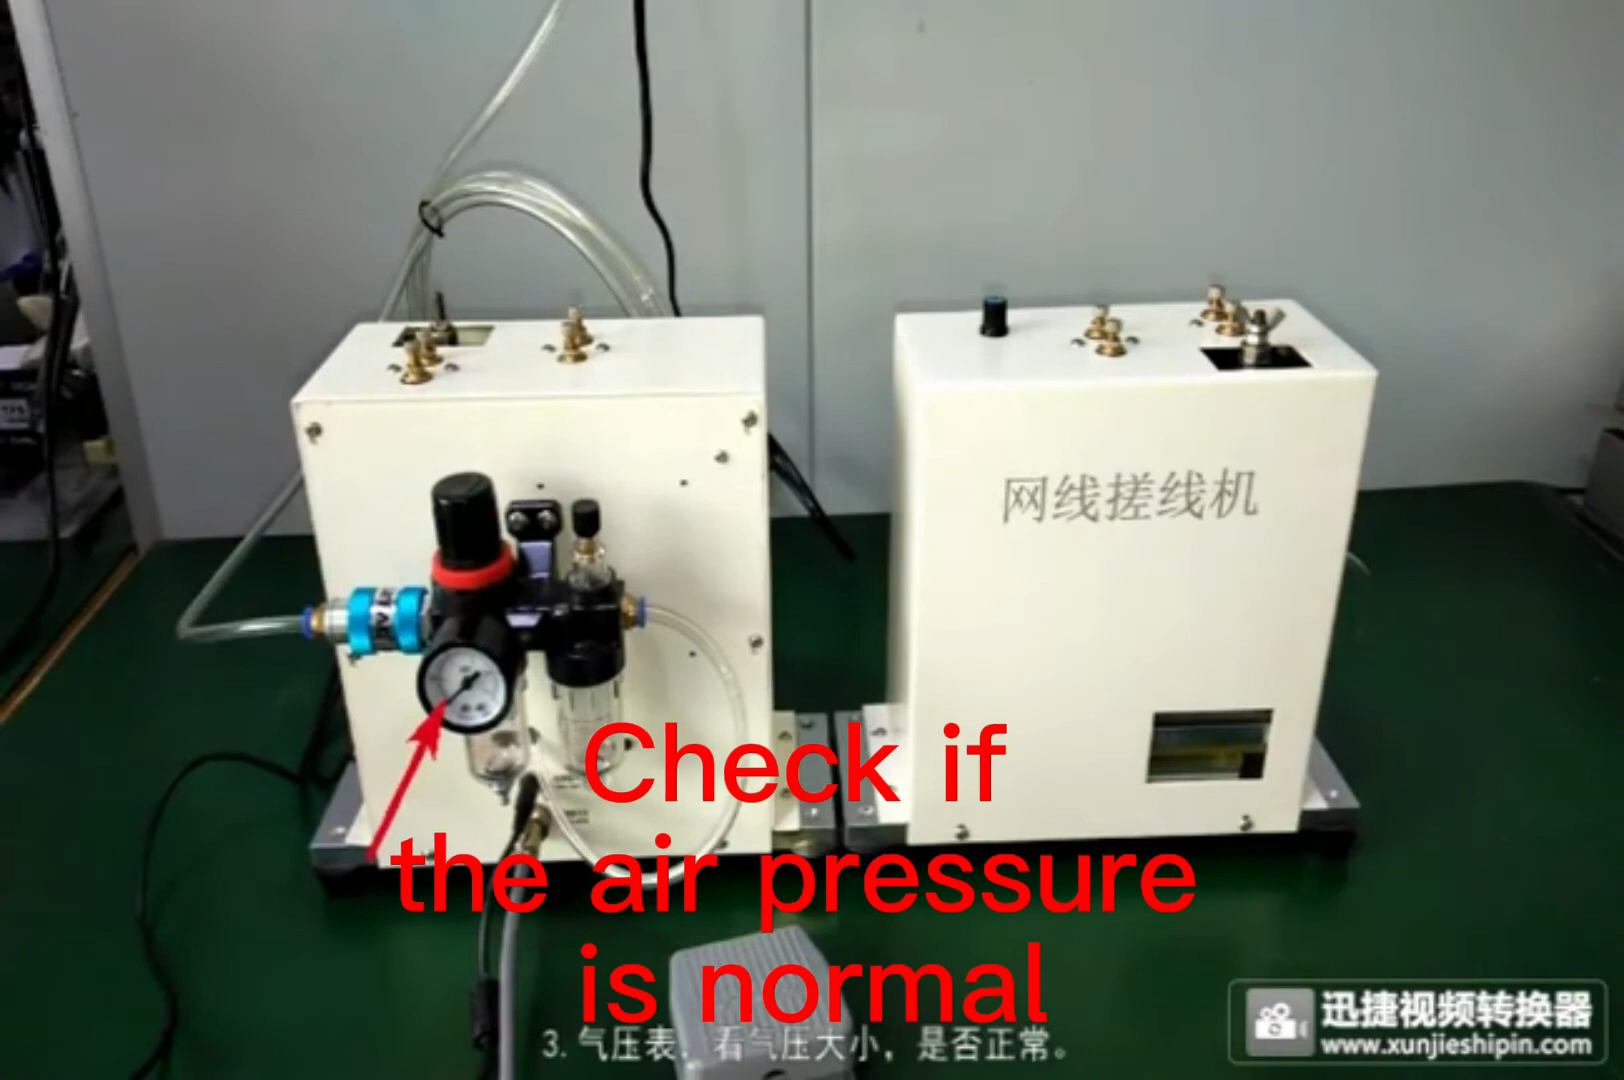 网线搓线机
Check if
the air pressure
is normal
3. 气压表, 看气压大小, 是否正常。
迅捷视频转换器
www.xunjieshipin.com